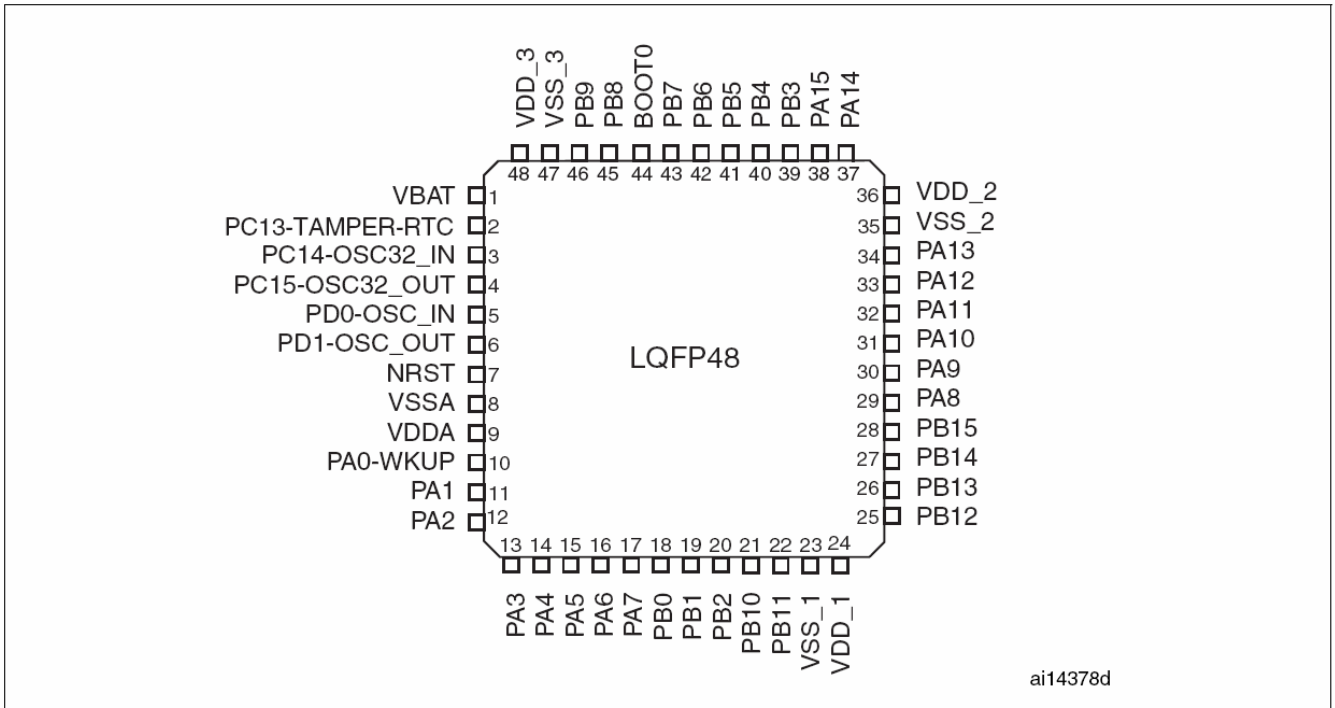 VDD_3
VSS_3
PB9
PB8
BOOT0
PB7
PB6
PB5
PB4
PB3
PA15
PA14
48 47 46 45 44 43 42 41 40 39 38 37
VBAT 1 36 VDD_2
PC13-TAMPER-RTC 2 35 VSS_2
PC14-OSC32_IN 3 34 PA13
PC15-OSC32_OUT 4 33 PA12
PD0-OSC_IN 5 32 PA11
PD1-OSC_OUT 6 31 PA10
LQFP48
NRST 7 30 PA9
VSSA 8 29 PA8
VDDA 9 28 PB15
PA0-WKUP 10 27 PB14
PA1 11 26 PB13
PA2 12 25 PB12
13 14 15 16 17 18 19 20 21 22 23 24
PA3
PA4
PA5
PA6
PA7
PB0
PB1
PB2
PB10
PB11
VSS_1
VDD_1
ai14378d